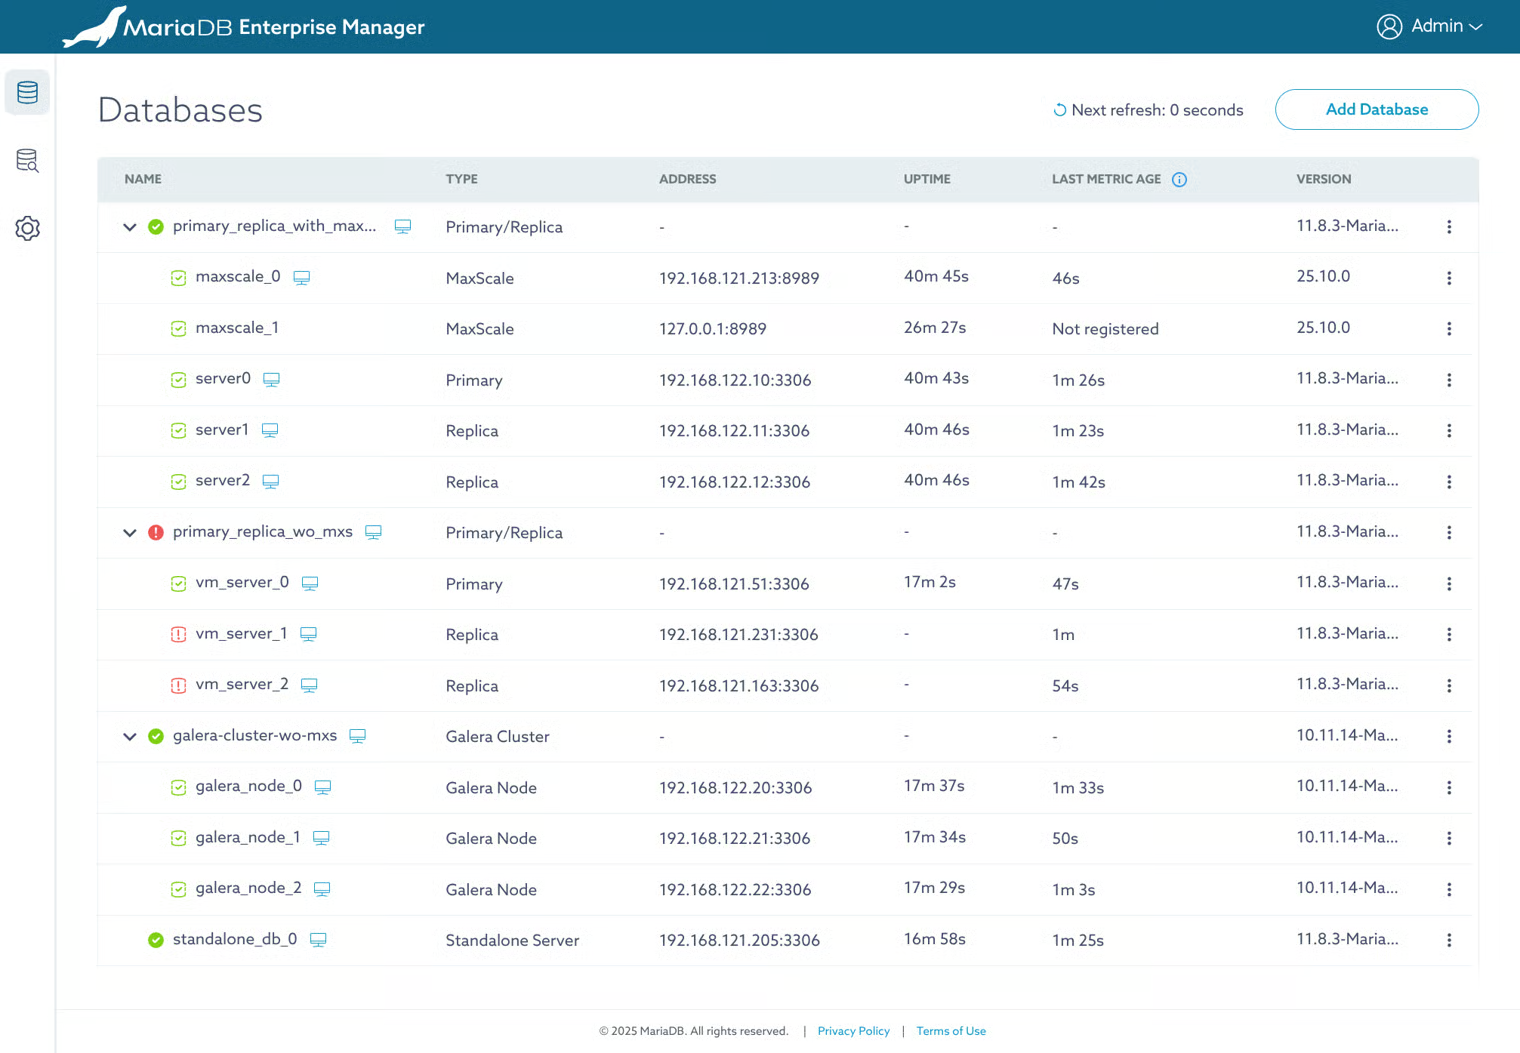 MariaDB Enterprise Manager
Admin
Databases
Next refresh: 0 seconds
Add Database
NAME TYPE ADDRESS UPTIME LAST METRIC AGE VERSION
primary_replica_with_max... Primary/Replica - - - 11.8.3-Maria...
maxscale_0 MaxScale 192.168.121.213:8989 40m 45s 46s 25.10.0
maxscale_1 MaxScale 127.0.0.1:8989 26m 27s Not registered 25.10.0
server0 Primary 192.168.122.10:3306 40m 43s 1m 26s 11.8.3-Maria...
server1 Replica 192.168.122.11:3306 40m 46s 1m 23s 11.8.3-Maria...
server2 Replica 192.168.122.12:3306 40m 46s 1m 42s 11.8.3-Maria...
primary_replica_wo_mxs Primary/Replica - - - 11.8.3-Maria...
vm_server_0 Primary 192.168.121.51:3306 17m 2s 47s 11.8.3-Maria...
vm_server_1 Replica 192.168.121.231:3306 - 1m 11.8.3-Maria...
vm_server_2 Replica 192.168.121.163:3306 - 54s 11.8.3-Maria...
galera-cluster-wo-mxs Galera Cluster - - - 10.11.14-Ma...
galera_node_0 Galera Node 192.168.122.20:3306 17m 37s 1m 33s 10.11.14-Ma...
galera_node_1 Galera Node 192.168.122.21:3306 17m 34s 50s 10.11.14-Ma...
galera_node_2 Galera Node 192.168.122.22:3306 17m 29s 1m 3s 10.11.14-Ma...
standalone_db_0 Standalone Server 192.168.121.205:3306 16m 58s 1m 25s 11.8.3-Maria...
© 2025 MariaDB. All rights reserved. | Privacy Policy | Terms of Use